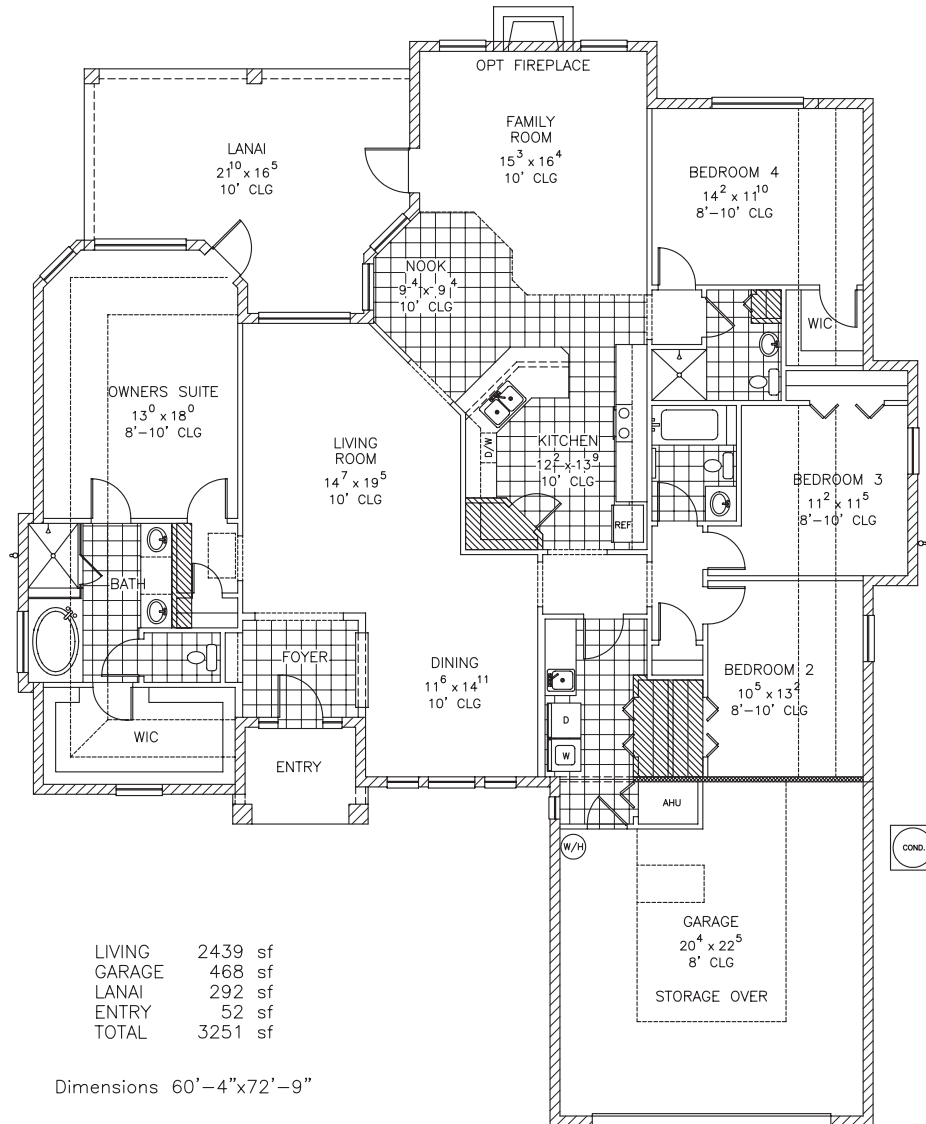 OPT FIREPLACE
FAMILY
ROOM
15³ x 16⁴
10' CLG
LANAI
21¹⁰ x 16⁵
10' CLG
BEDROOM 4
14² x 11¹⁰
8'-10' CLG
NOOK
9⁴ x 9⁴
10' CLG
WIC
OWNERS SUITE
13⁰ x 18⁰
8'-10' CLG
LIVING
ROOM
14⁷ x 19⁵
10' CLG
D/W
KITCHEN
12² x 13⁹
10' CLG
REF
BEDROOM 3
11² x 11⁵
8'-10' CLG
BATH
FOYER
DINING
11⁶ x 14¹¹
10' CLG
BEDROOM 2
10⁵ x 13²
8'-10' CLG
WIC
D
W
ENTRY
AHU
W/H
COND.
GARAGE
20⁴ x 22⁵
8' CLG
STORAGE OVER
LIVING 2439 sf
GARAGE 468 sf
LANAI 292 sf
ENTRY 52 sf
TOTAL 3251 sf
Dimensions 60'-4"x72'-9"